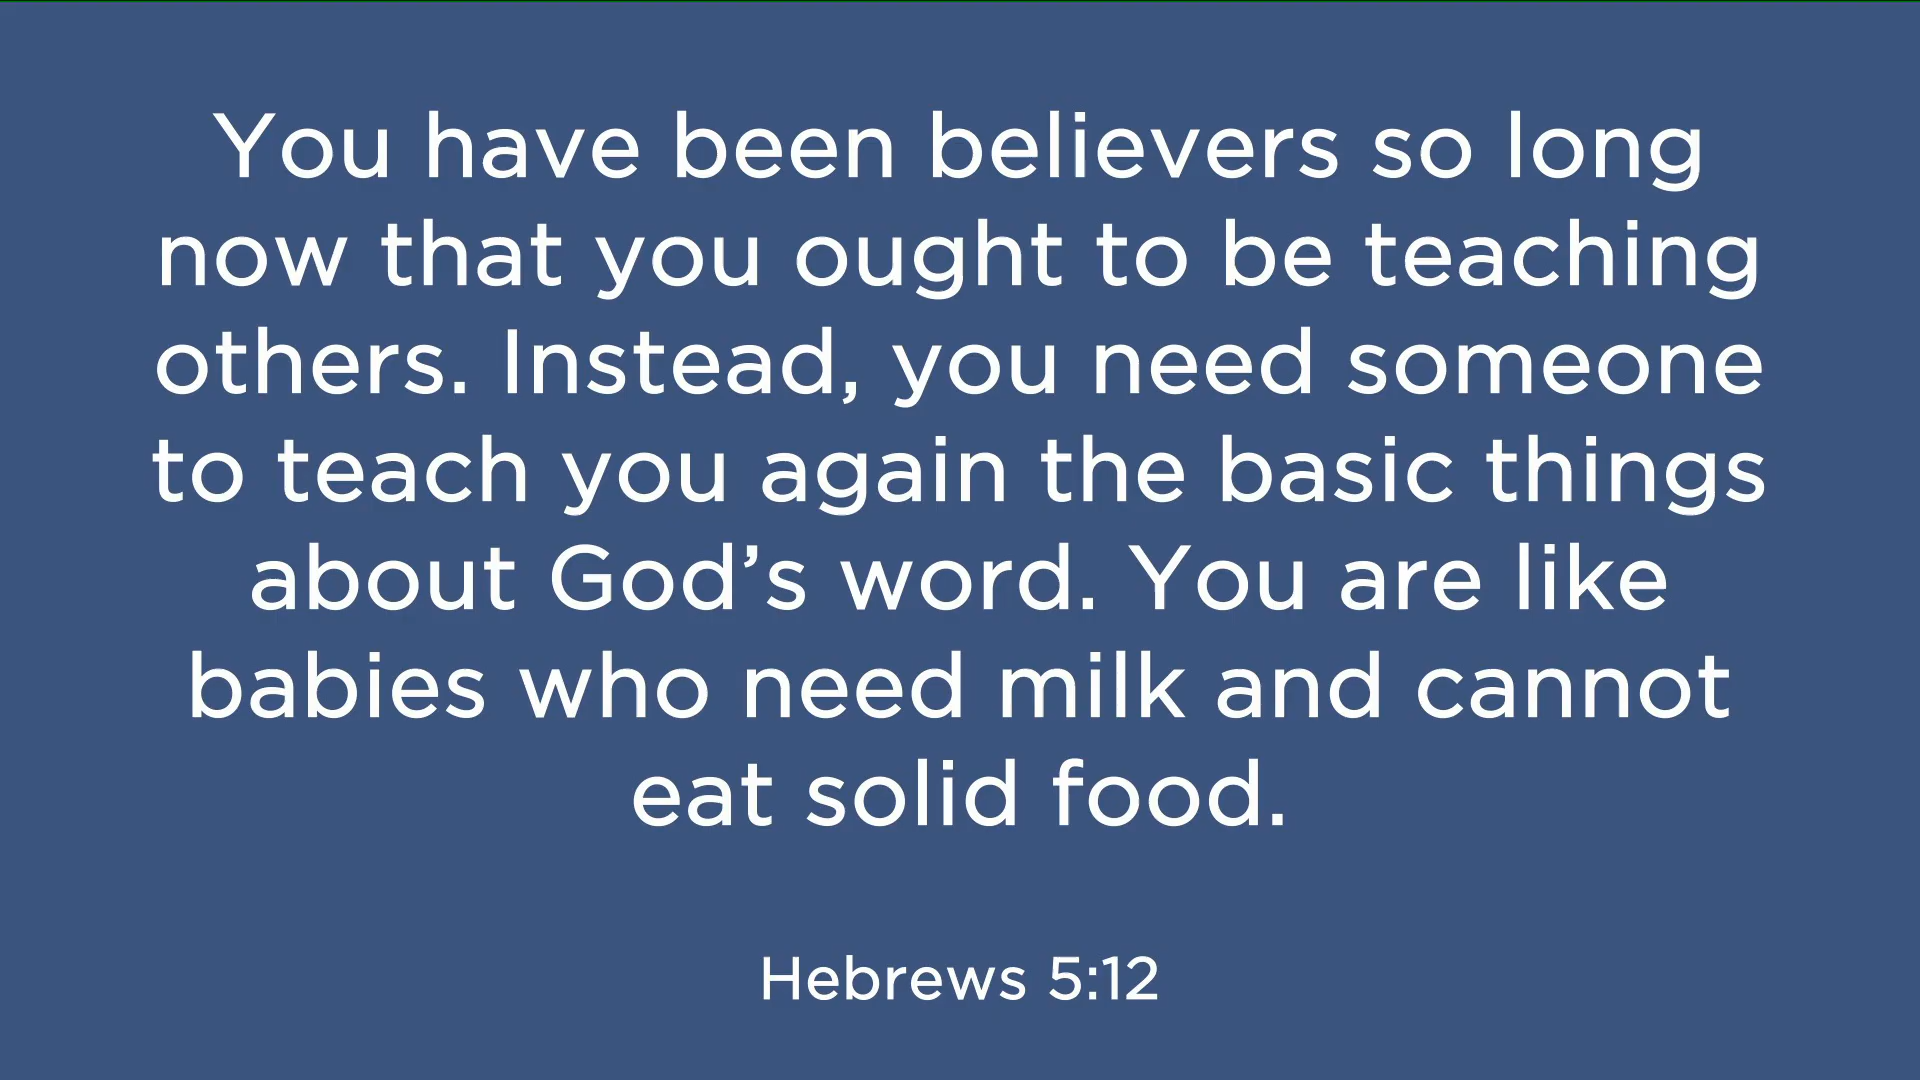 You have been believers so long
now that you ought to be teaching
others. Instead, you need someone
to teach you again the basic things
about God’s word. You are like
babies who need milk and cannot
eat solid food.
Hebrews 5:12